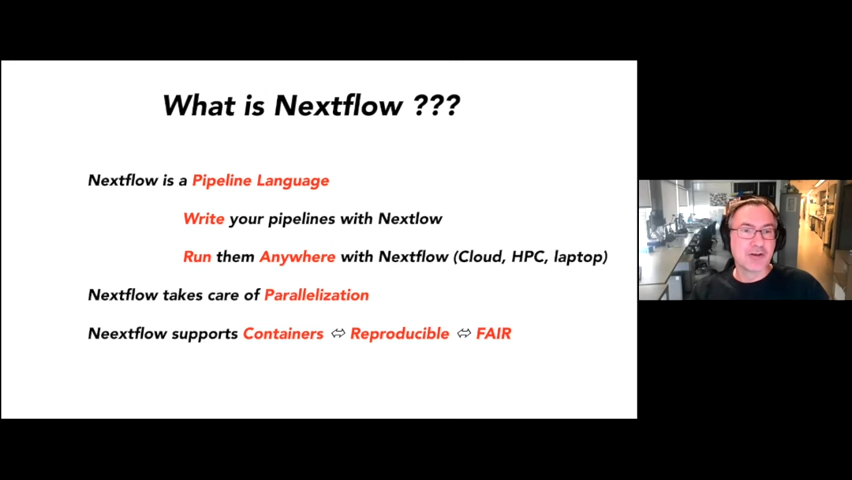 What is Nextflow ???
Nextflow is a Pipeline Language
Write your pipelines with Nextlow
Run them Anywhere with Nextflow (Cloud, HPC, laptop)
Nextflow takes care of Parallelization
Neextflow supports Containers ⇔ Reproducible ⇔ FAIR